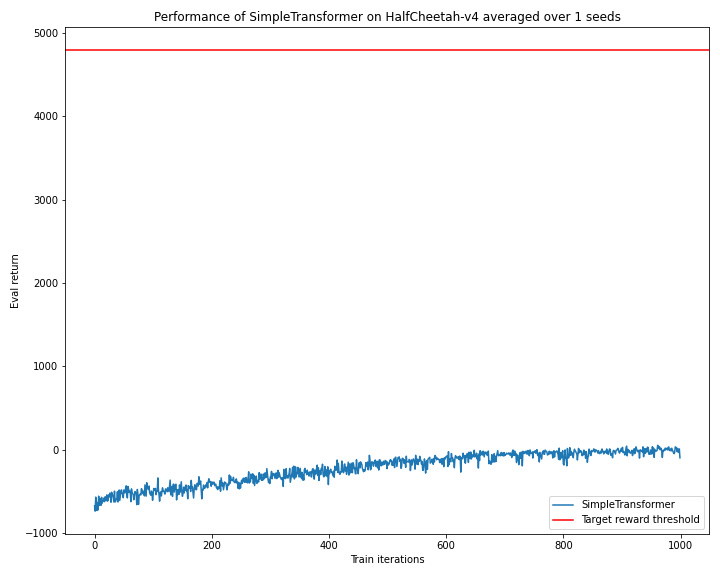 Performance of SimpleTransformer on HalfCheetah-v4 averaged over 1 seeds
5000
4000
3000
2000
1000
0
−1000
Eval return
0 200 400 600 800 1000
Train iterations
SimpleTransformer
Target reward threshold